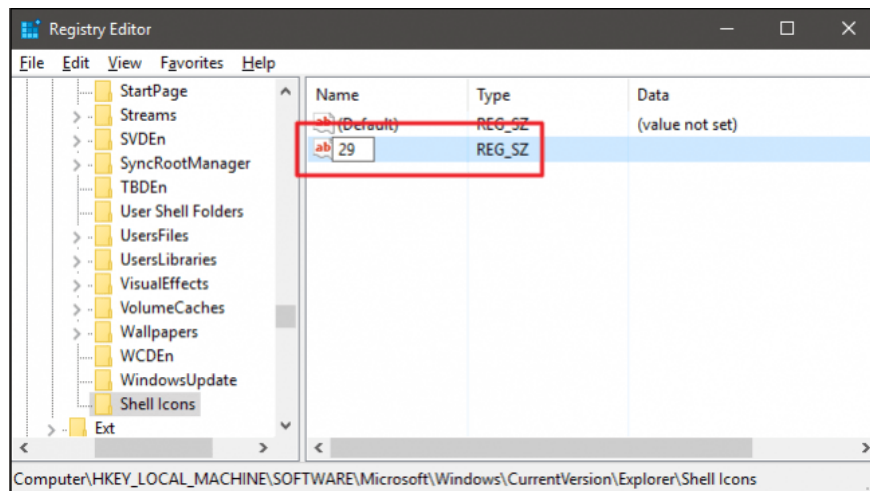 Registry Editor
File Edit View Favorites Help
StartPage
Streams
SVDEn
SyncRootManager
TBDEn
User Shell Folders
UsersFiles
UsersLibraries
VisualEffects
VolumeCaches
Wallpapers
WCDEn
WindowsUpdate
Shell Icons
Ext
Name Type Data
ab (Default) REG_SZ (value not set)
ab 29 REG_SZ
Computer\HKEY_LOCAL_MACHINE\SOFTWARE\Microsoft\Windows\CurrentVersion\Explorer\Shell Icons